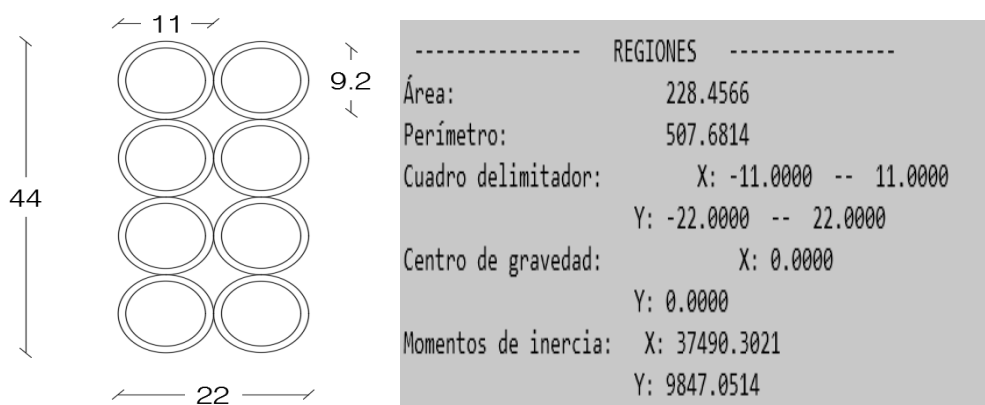 11
9.2
44
22
---------------- REGIONES ----------------
Área: 228.4566
Perímetro: 507.6814
Cuadro delimitador: X: -11.0000 -- 11.0000
Y: -22.0000 -- 22.0000
Centro de gravedad: X: 0.0000
Y: 0.0000
Momentos de inercia: X: 37490.3021
Y: 9847.0514